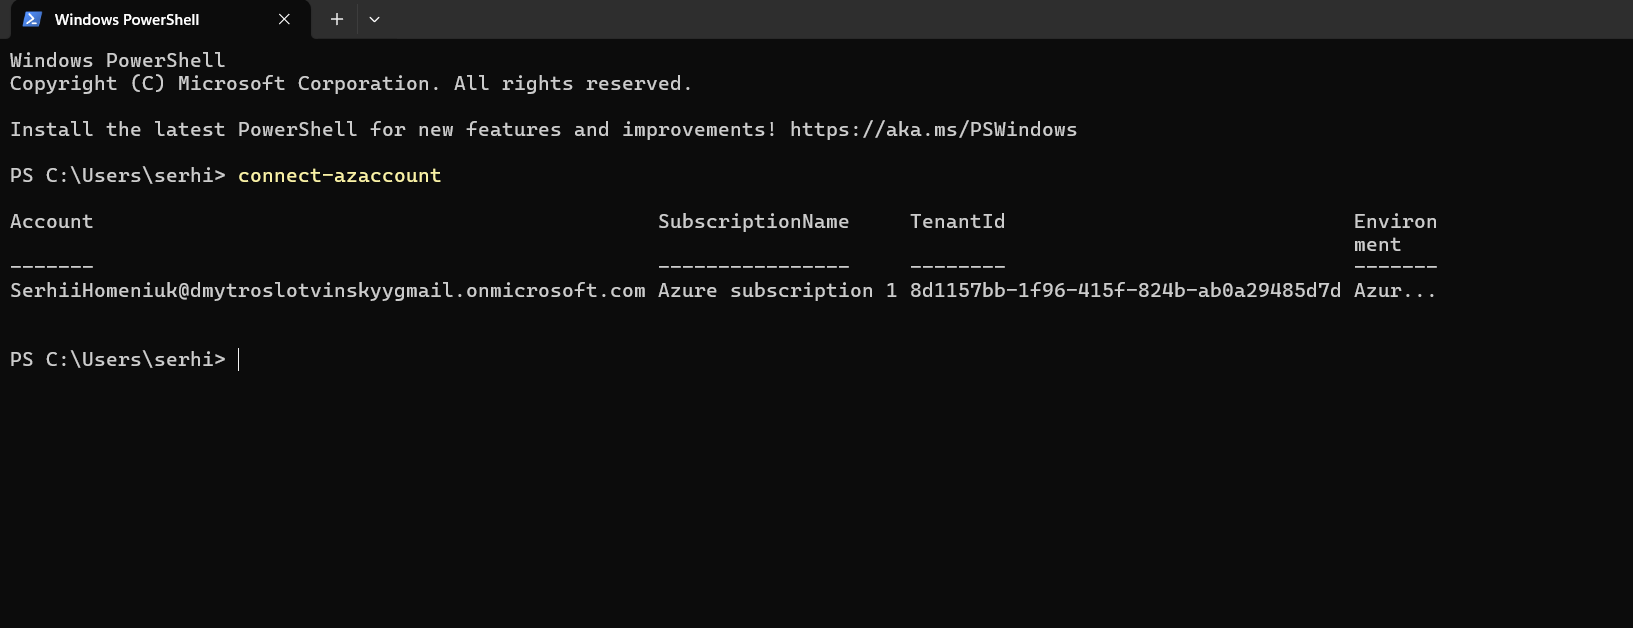 Windows PowerShell
Windows PowerShell
Copyright (C) Microsoft Corporation. All rights reserved.
Install the latest PowerShell for new features and improvements! https://aka.ms/PSWindows
PS C:\Users\serhi> connect-azaccount
Account SubscriptionName TenantId Environ
ment
------- ---------------- -------- -------
SerhiiHomeniuk@dmytroslotvinskyygmail.onmicrosoft.com Azure subscription 1 8d1157bb-1f96-415f-824b-ab0a29485d7d Azur...
PS C:\Users\serhi>